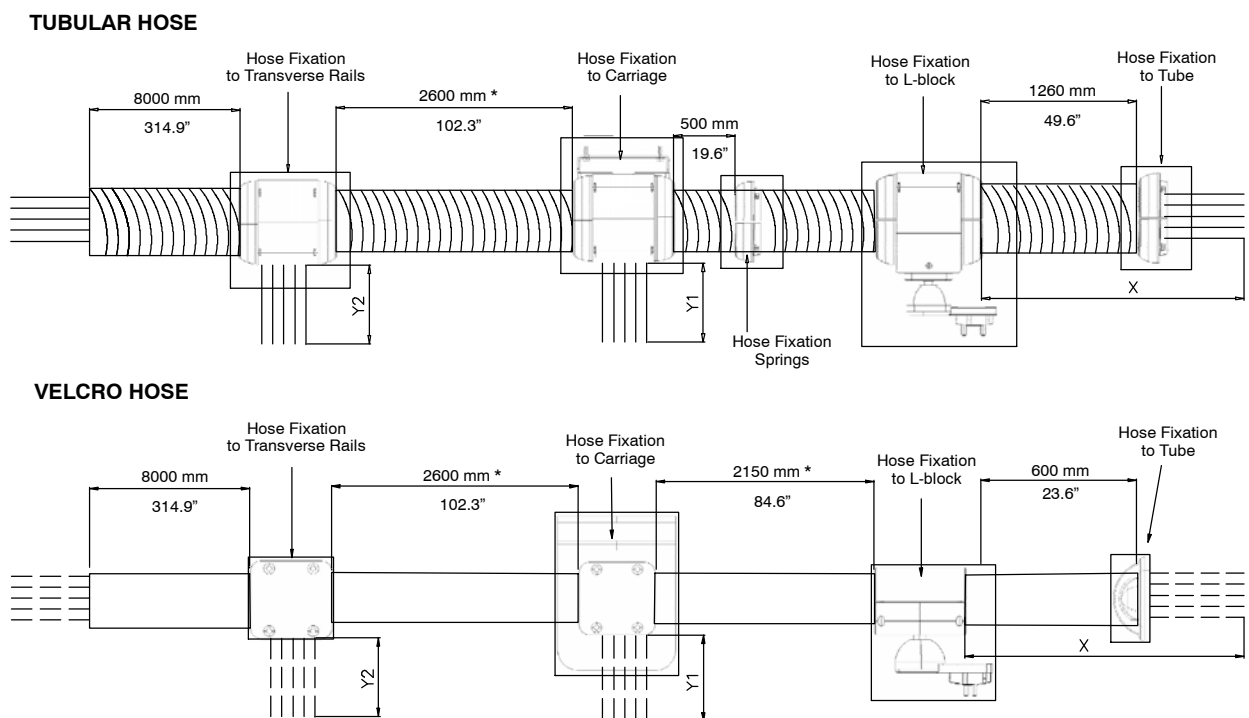 TUBULAR HOSE
Hose Fixation
to Transverse Rails
Hose Fixation
to Carriage
Hose Fixation
to L-block
Hose Fixation
to Tube
8000 mm
314.9”
2600 mm *
102.3”
500 mm
19.6”
1260 mm
49.6”
Y2
Y1
X
Hose Fixation
Springs
VELCRO HOSE
Hose Fixation
to Transverse Rails
Hose Fixation
to Carriage
Hose Fixation
to L-block
Hose Fixation
to Tube
8000 mm
314.9”
2600 mm *
102.3”
2150 mm *
84.6”
600 mm
23.6”
Y2
Y1
X